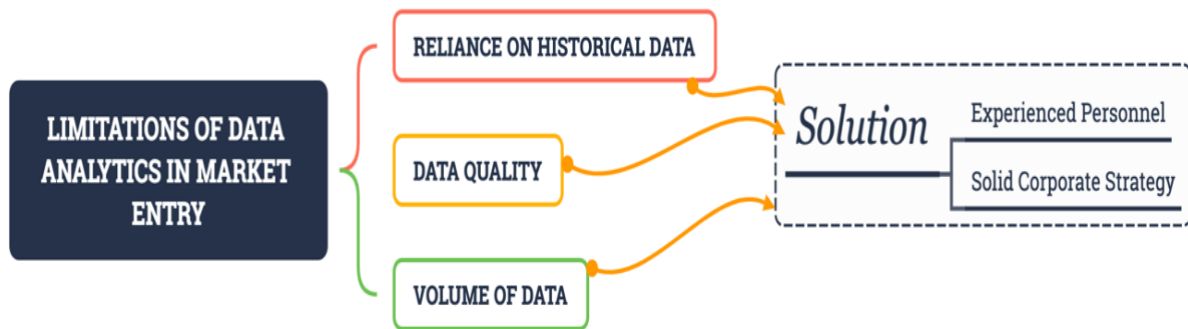 LIMITATIONS OF DATA
ANALYTICS IN MARKET
ENTRY
RELIANCE ON HISTORICAL DATA
DATA QUALITY
VOLUME OF DATA
Solution
Experienced Personnel
Solid Corporate Strategy